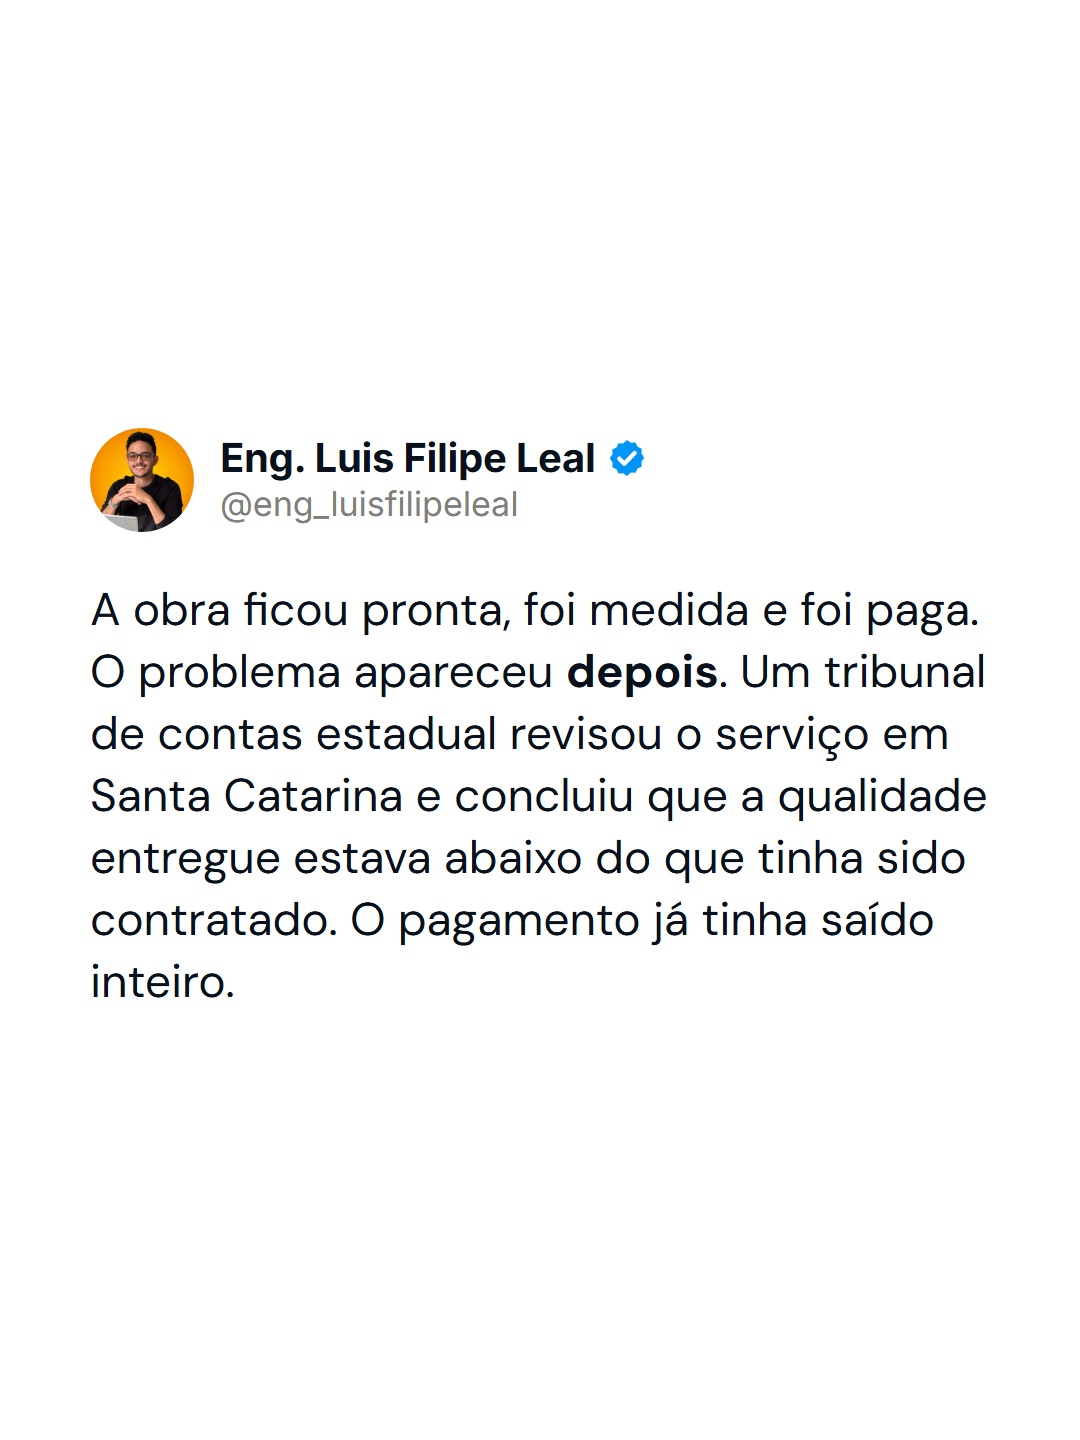 Eng. Luis Filipe Leal
@eng_luisfilipeleal
A obra ficou pronta, foi medida e foi paga.
O problema apareceu depois. Um tribunal
de contas estadual revisou o serviço em
Santa Catarina e concluiu que a qualidade
entregue estava abaixo do que tinha sido
contratado. O pagamento já tinha saído
inteiro.